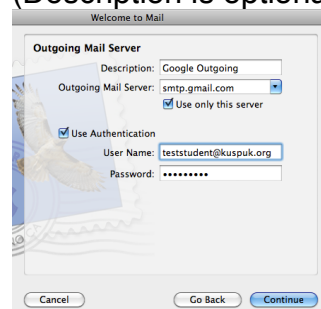 (Description is optiona
Welcome to Mail
Outgoing Mail Server
Description: Google Outgoing
Outgoing Mail Server: smtp.gmail.com
Use only this server
Use Authentication
User Name: teststudent@kuspuk.org
Password: •••••••••
Cancel Go Back Continue